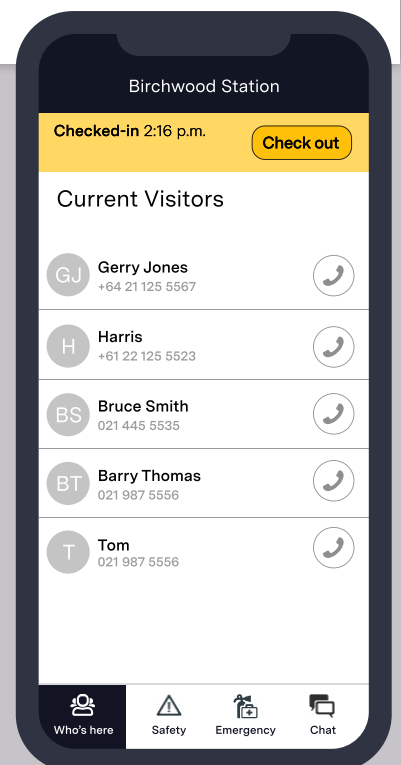 Birchwood Station
Checked-in 2:16 p.m.
Check out
Current Visitors
GJ
Gerry Jones
+64 21 125 5567
H
Harris
+61 22 125 5523
BS
Bruce Smith
021 445 5535
BT
Barry Thomas
021 987 5556
T
Tom
021 987 5556
Who's here
Safety
Emergency
Chat